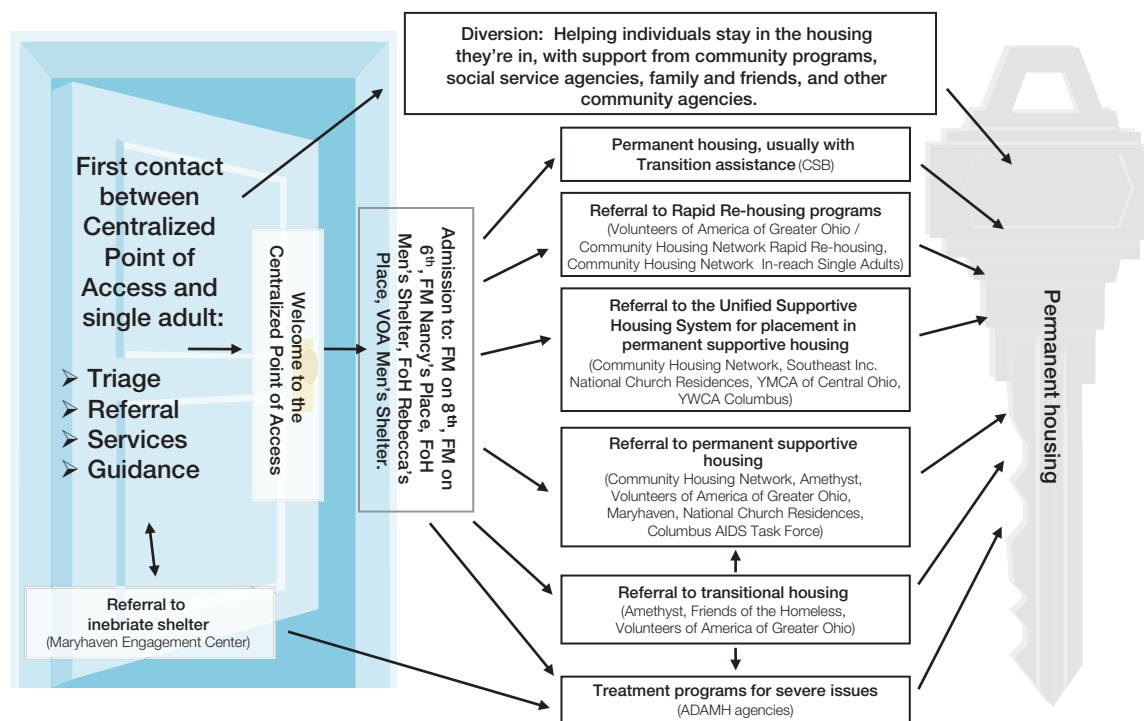 Diversion:  Helping individuals stay in the housing
they’re in, with support from community programs,
social service agencies, family and friends, and other
community agencies.
First contact
between
Centralized
Point of
Access and
single adult:
➢ Triage
➢ Referral
➢ Services
➢ Guidance
Referral to
inebriate shelter
(Maryhaven Engagement Center)
Welcome to the
Centralized Point of Access
Admission to: FM on 8th, FM on
6th, FM Nancy’s Place, FoH
Men’s Shelter, FoH Rebecca’s
Place, VOA Men’s Shelter.
Permanent housing, usually with
Transition assistance (CSB)
Referral to Rapid Re-housing programs
(Volunteers of America of Greater Ohio /
Community Housing Network Rapid Re-housing,
Community Housing Network  In-reach Single Adults)
Referral to the Unified Supportive
Housing System for placement in
permanent supportive housing
(Community Housing Network, Southeast Inc.
National Church Residences, YMCA of Central Ohio,
YWCA Columbus)
Referral to permanent supportive
housing
(Community Housing Network, Amethyst,
Volunteers of America of Greater Ohio,
Maryhaven, National Church Residences,
Columbus AIDS Task Force)
Referral to transitional housing
(Amethyst, Friends of the Homeless,
Volunteers of America of Greater Ohio)
Treatment programs for severe issues
(ADAMH agencies)
Permanent housing